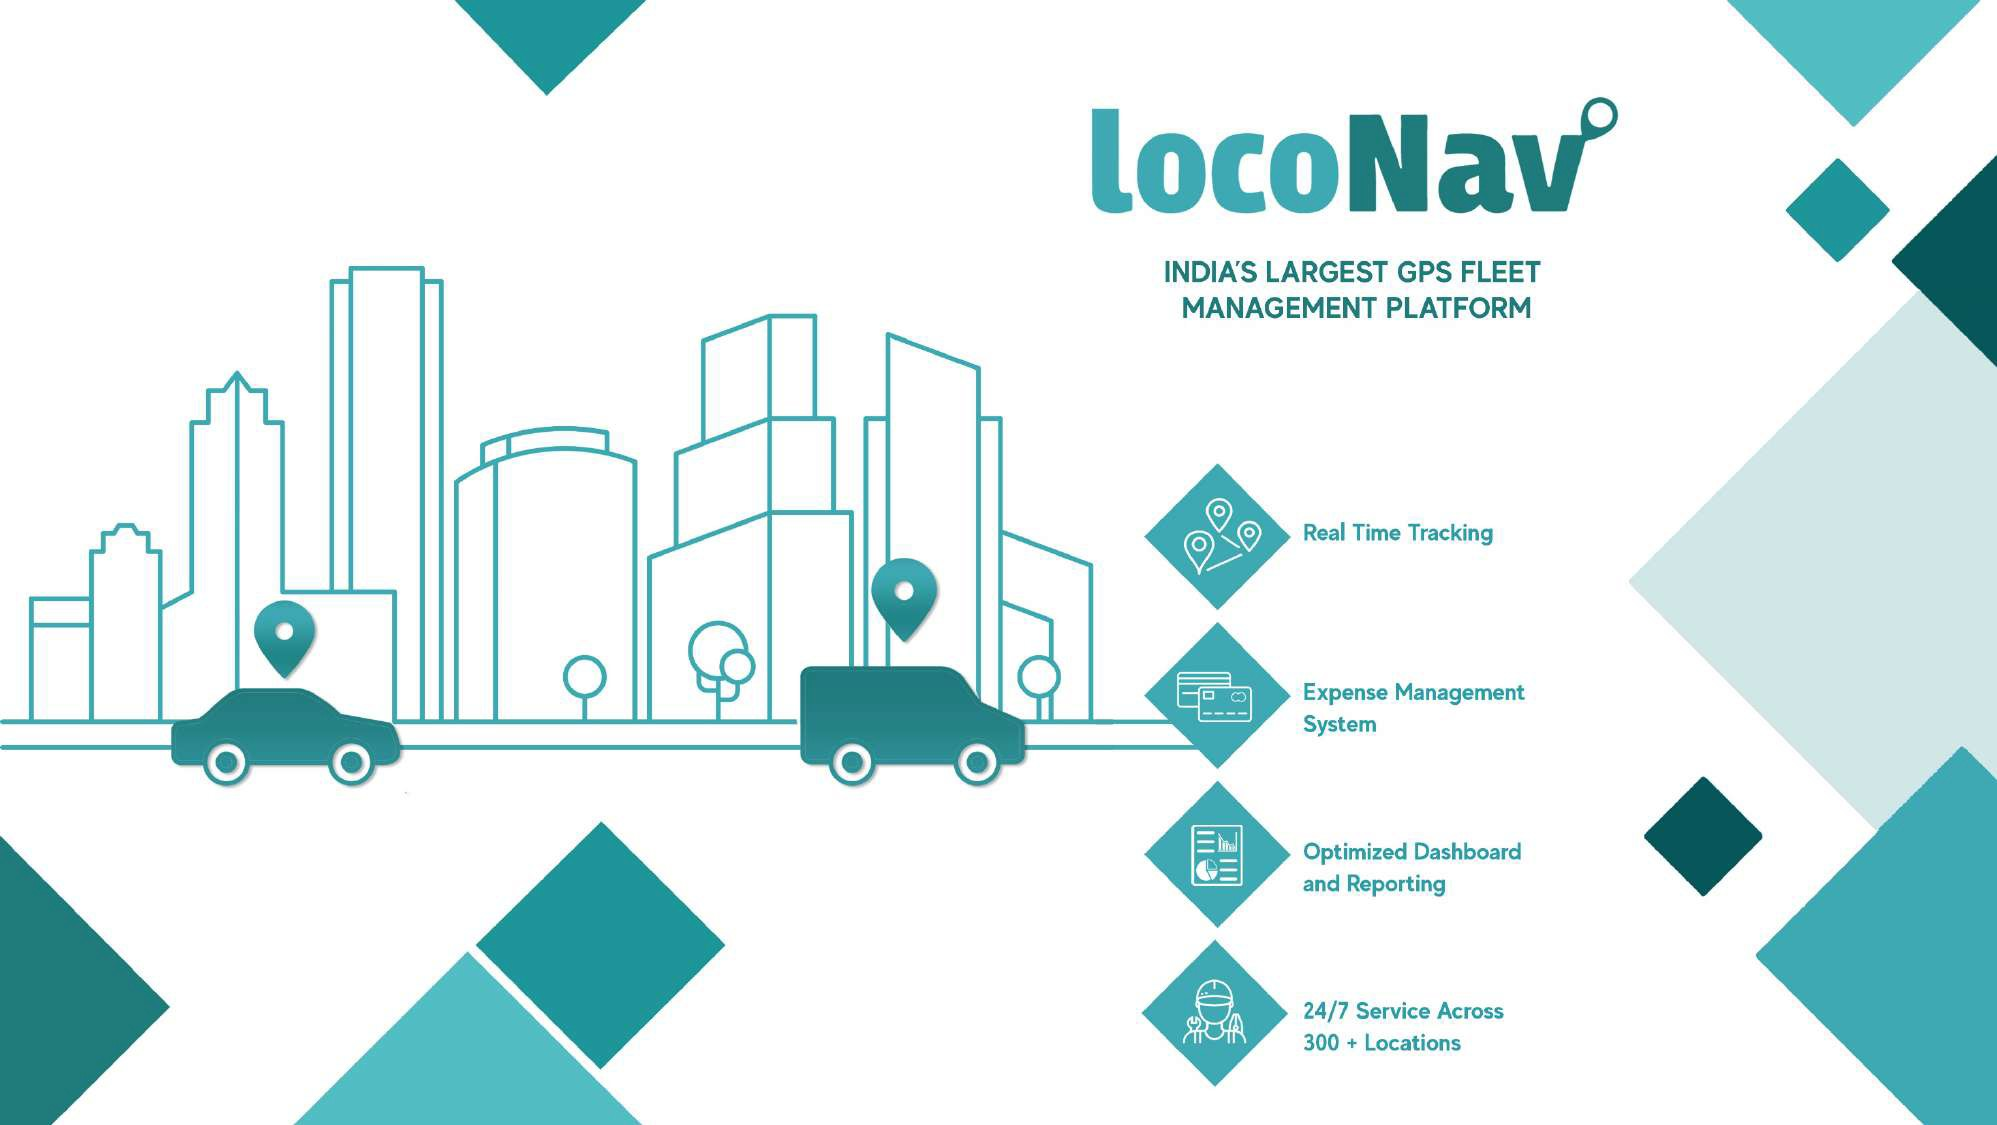 locoNav
INDIA'S LARGEST GPS FLEET
MANAGEMENT PLATFORM
Real Time Tracking
Expense Management
System
Optimized Dashboard
and Reporting
24/7 Service Across
300 + Locations